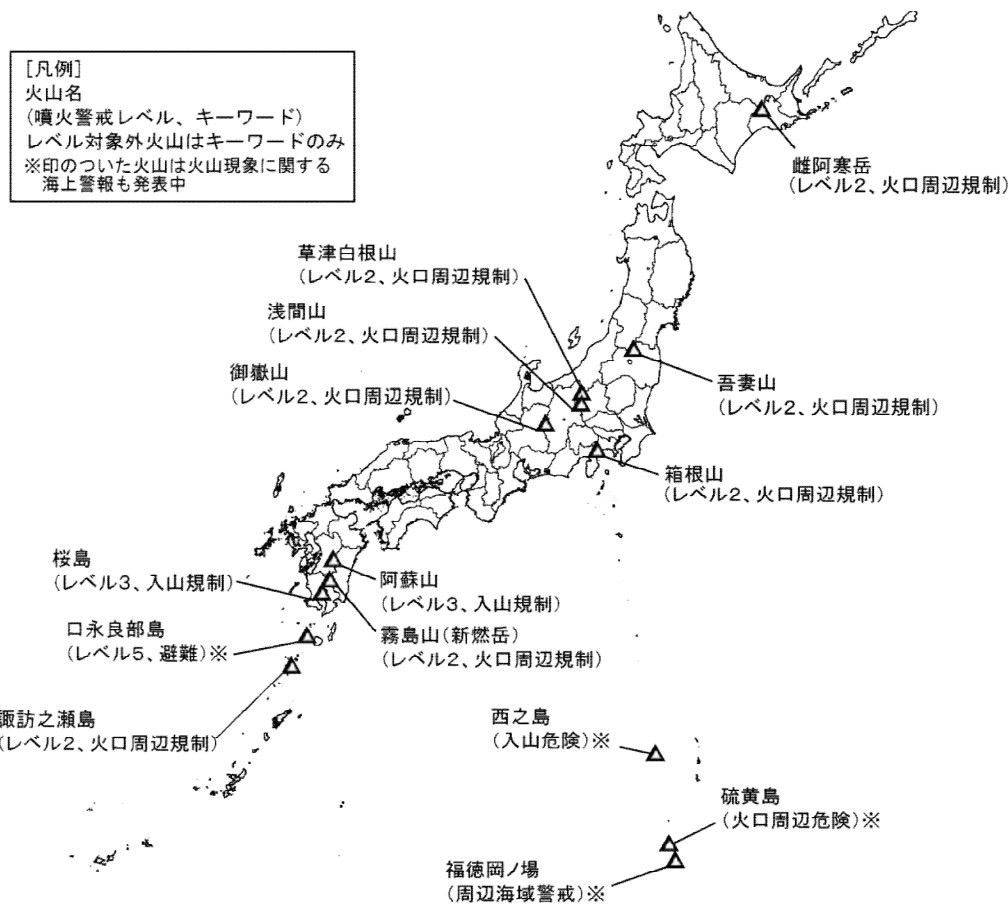 [凡例]
火山名
(噴火警戒レベル、キーワード)
レベル対象外火山はキーワードのみ
※印のついた火山は火山現象に関する
海上警報も発表中
雌阿寒岳
(レベル2、火口周辺規制)
草津白根山
(レベル2、火口周辺規制)
浅間山
(レベル2、火口周辺規制)
御嶽山
(レベル2、火口周辺規制)
吾妻山
(レベル2、火口周辺規制)
箱根山
(レベル2、火口周辺規制)
桜島
(レベル3、入山規制)
阿蘇山
(レベル3、入山規制)
口永良部島
(レベル5、避難)※
霧島山(新燃岳)
(レベル2、火口周辺規制)
諏訪之瀬島
(レベル2、火口周辺規制)
西之島
(入山危険)※
硫黄島
(火口周辺危険)※
福徳岡ノ場
(周辺海域警戒)※